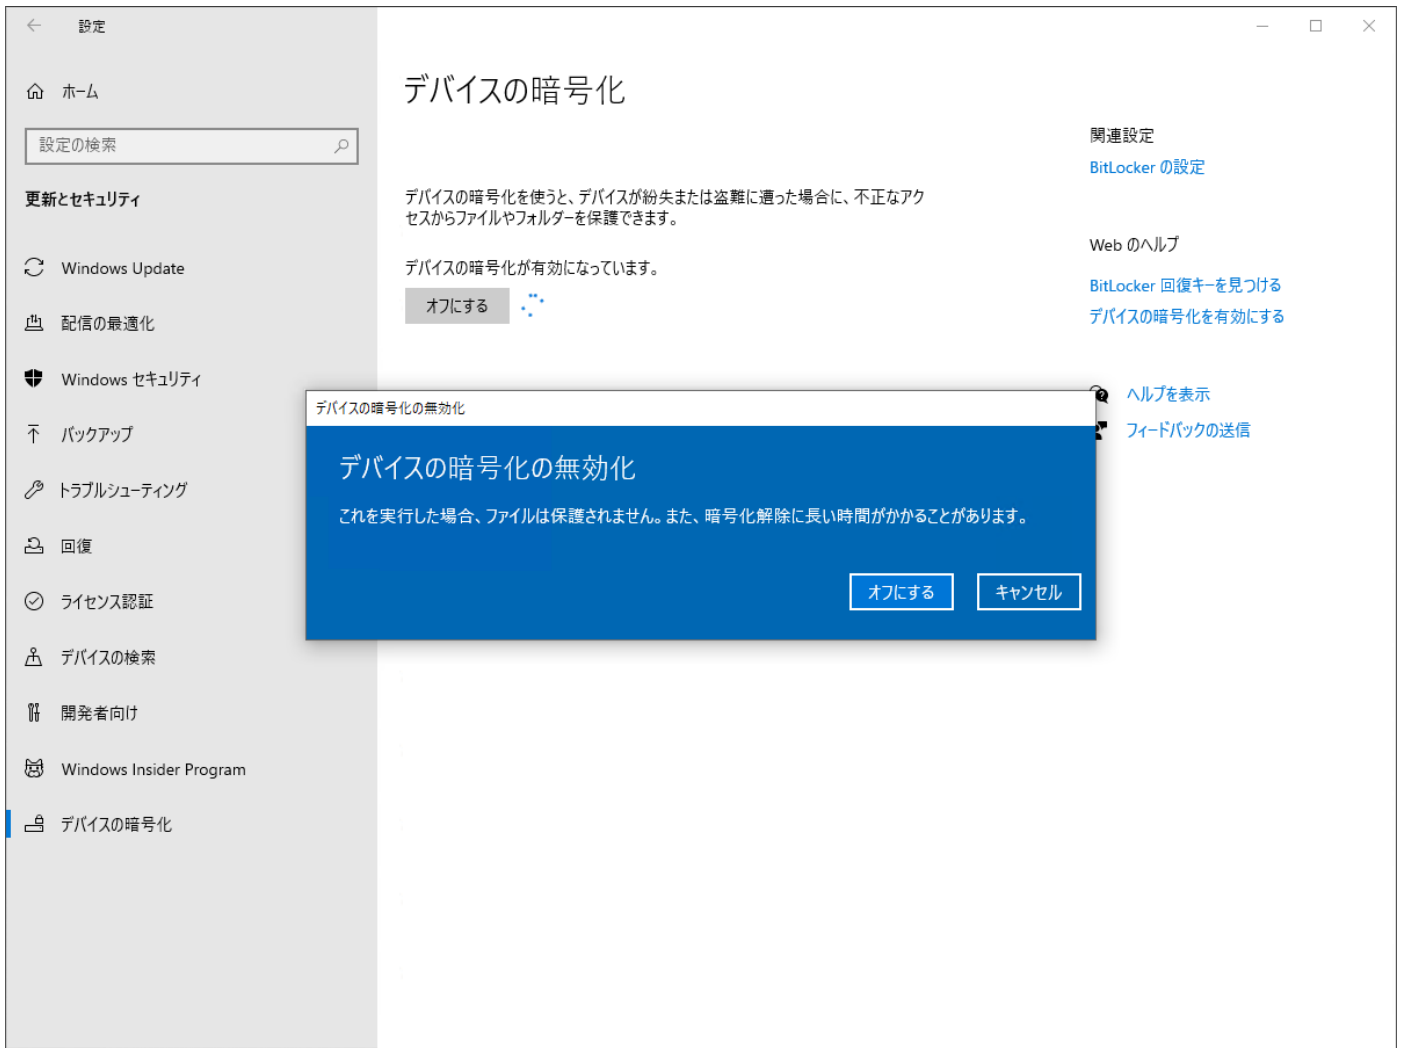 設定
ホーム
設定の検索
更新とセキュリティ
Windows Update
配信の最適化
Windows セキュリティ
バックアップ
トラブルシューティング
回復
ライセンス認証
デバイスの検索
開発者向け
Windows Insider Program
デバイスの暗号化
デバイスの暗号化
デバイスの暗号化を使うと、デバイスが紛失または盗難に遭った場合に、不正なアク
セスからファイルやフォルダーを保護できます。
デバイスの暗号化が有効になっています。
オフにする
関連設定
BitLocker の設定
Web のヘルプ
BitLocker 回復キーを見つける
デバイスの暗号化を有効にする
ヘルプを表示
フィードバックの送信
デバイスの暗号化の無効化
デバイスの暗号化の無効化
これを実行した場合、ファイルは保護されません。また、暗号化解除に長い時間がかかることがあります。
オフにする
キャンセル